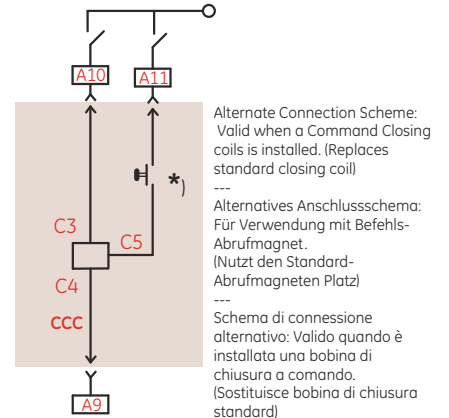 A10
A11
*)
C3
C5
C4
CCC
A9
Alternate Connection Scheme:
Valid when a Command Closing
coils is installed. (Replaces
standard closing coil)
---
Alternatives Anschlussschema:
Für Verwendung mit Befehls-
Abrufmagnet.
(Nutzt den Standard-
Abrufmagneten Platz)
---
Schema di connessione
alternativo: Valido quando è
installata una bobina di
chiusura a comando.
(Sostituisce bobina di chiusura
standard)